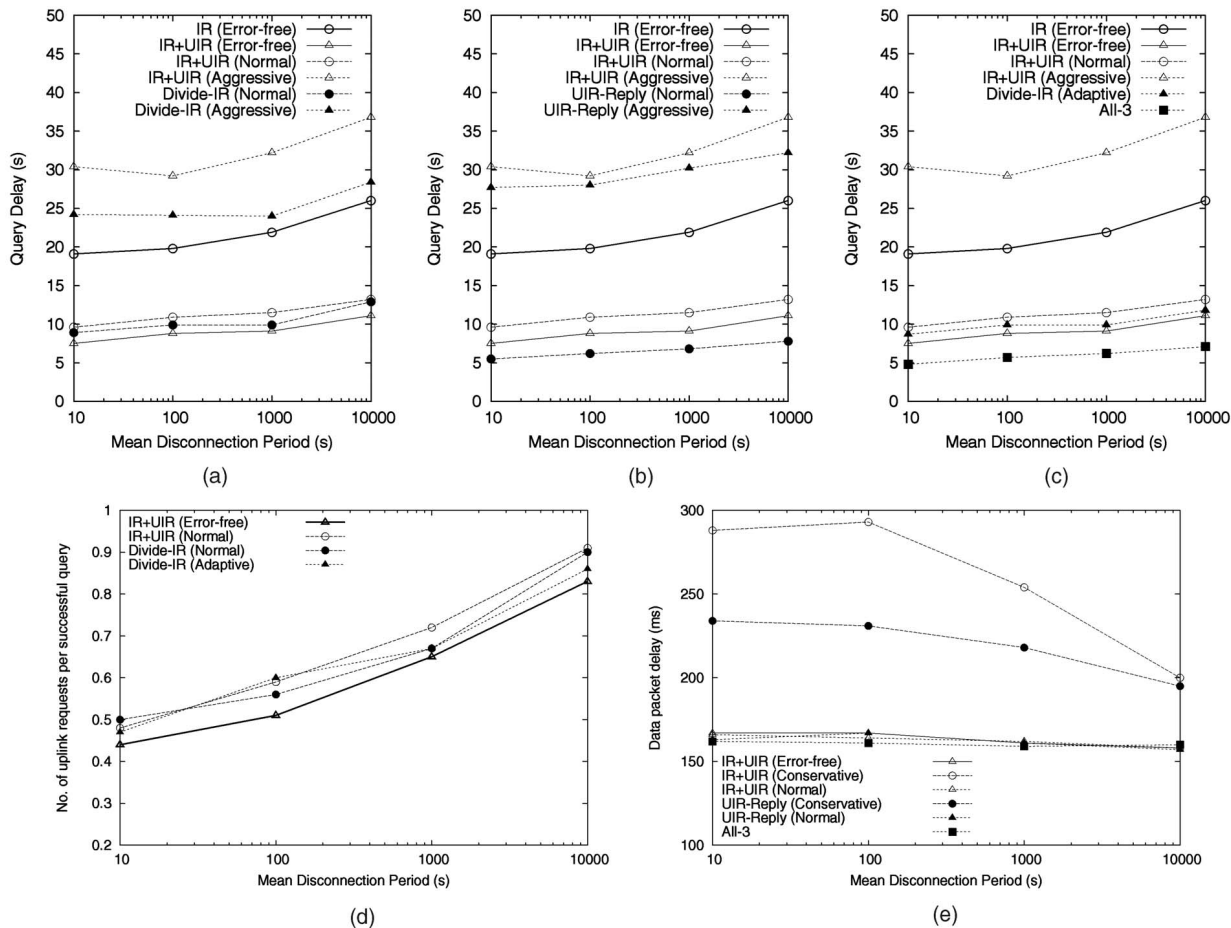 50
45
40
35
30
25
20
15
10
5
0
Query Delay (s)
IR (Error-free)
IR+UIR (Error-free)
IR+UIR (Normal)
IR+UIR (Aggressive)
Divide-IR (Normal)
Divide-IR (Aggressive)
10 100 1000 10000
Mean Disconnection Period (s)
(a)
50
45
40
35
30
25
20
15
10
5
0
Query Delay (s)
IR (Error-free)
IR+UIR (Error-free)
IR+UIR (Normal)
IR+UIR (Aggressive)
UIR-Reply (Normal)
UIR-Reply (Aggressive)
10 100 1000 10000
Mean Disconnection Period (s)
(b)
50
45
40
35
30
25
20
15
10
5
0
Query Delay (s)
IR (Error-free)
IR+UIR (Error-free)
IR+UIR (Normal)
IR+UIR (Aggressive)
Divide-IR (Adaptive)
All-3
10 100 1000 10000
Mean Disconnection Period (s)
(c)
1
0.9
0.8
0.7
0.6
0.5
0.4
0.3
0.2
No. of uplink requests per successful query
IR+UIR (Error-free)
IR+UIR (Normal)
Divide-IR (Normal)
Divide-IR (Adaptive)
10 100 1000 10000
Mean Disconnection Period (s)
(d)
300
250
200
150
100
Data packet delay (ms)
IR+UIR (Error-free)
IR+UIR (Conservative)
IR+UIR (Normal)
UIR-Reply (Conservative)
UIR-Reply (Normal)
All-3
10 100 1000 10000
Mean Disconnection Period (s)
(e)